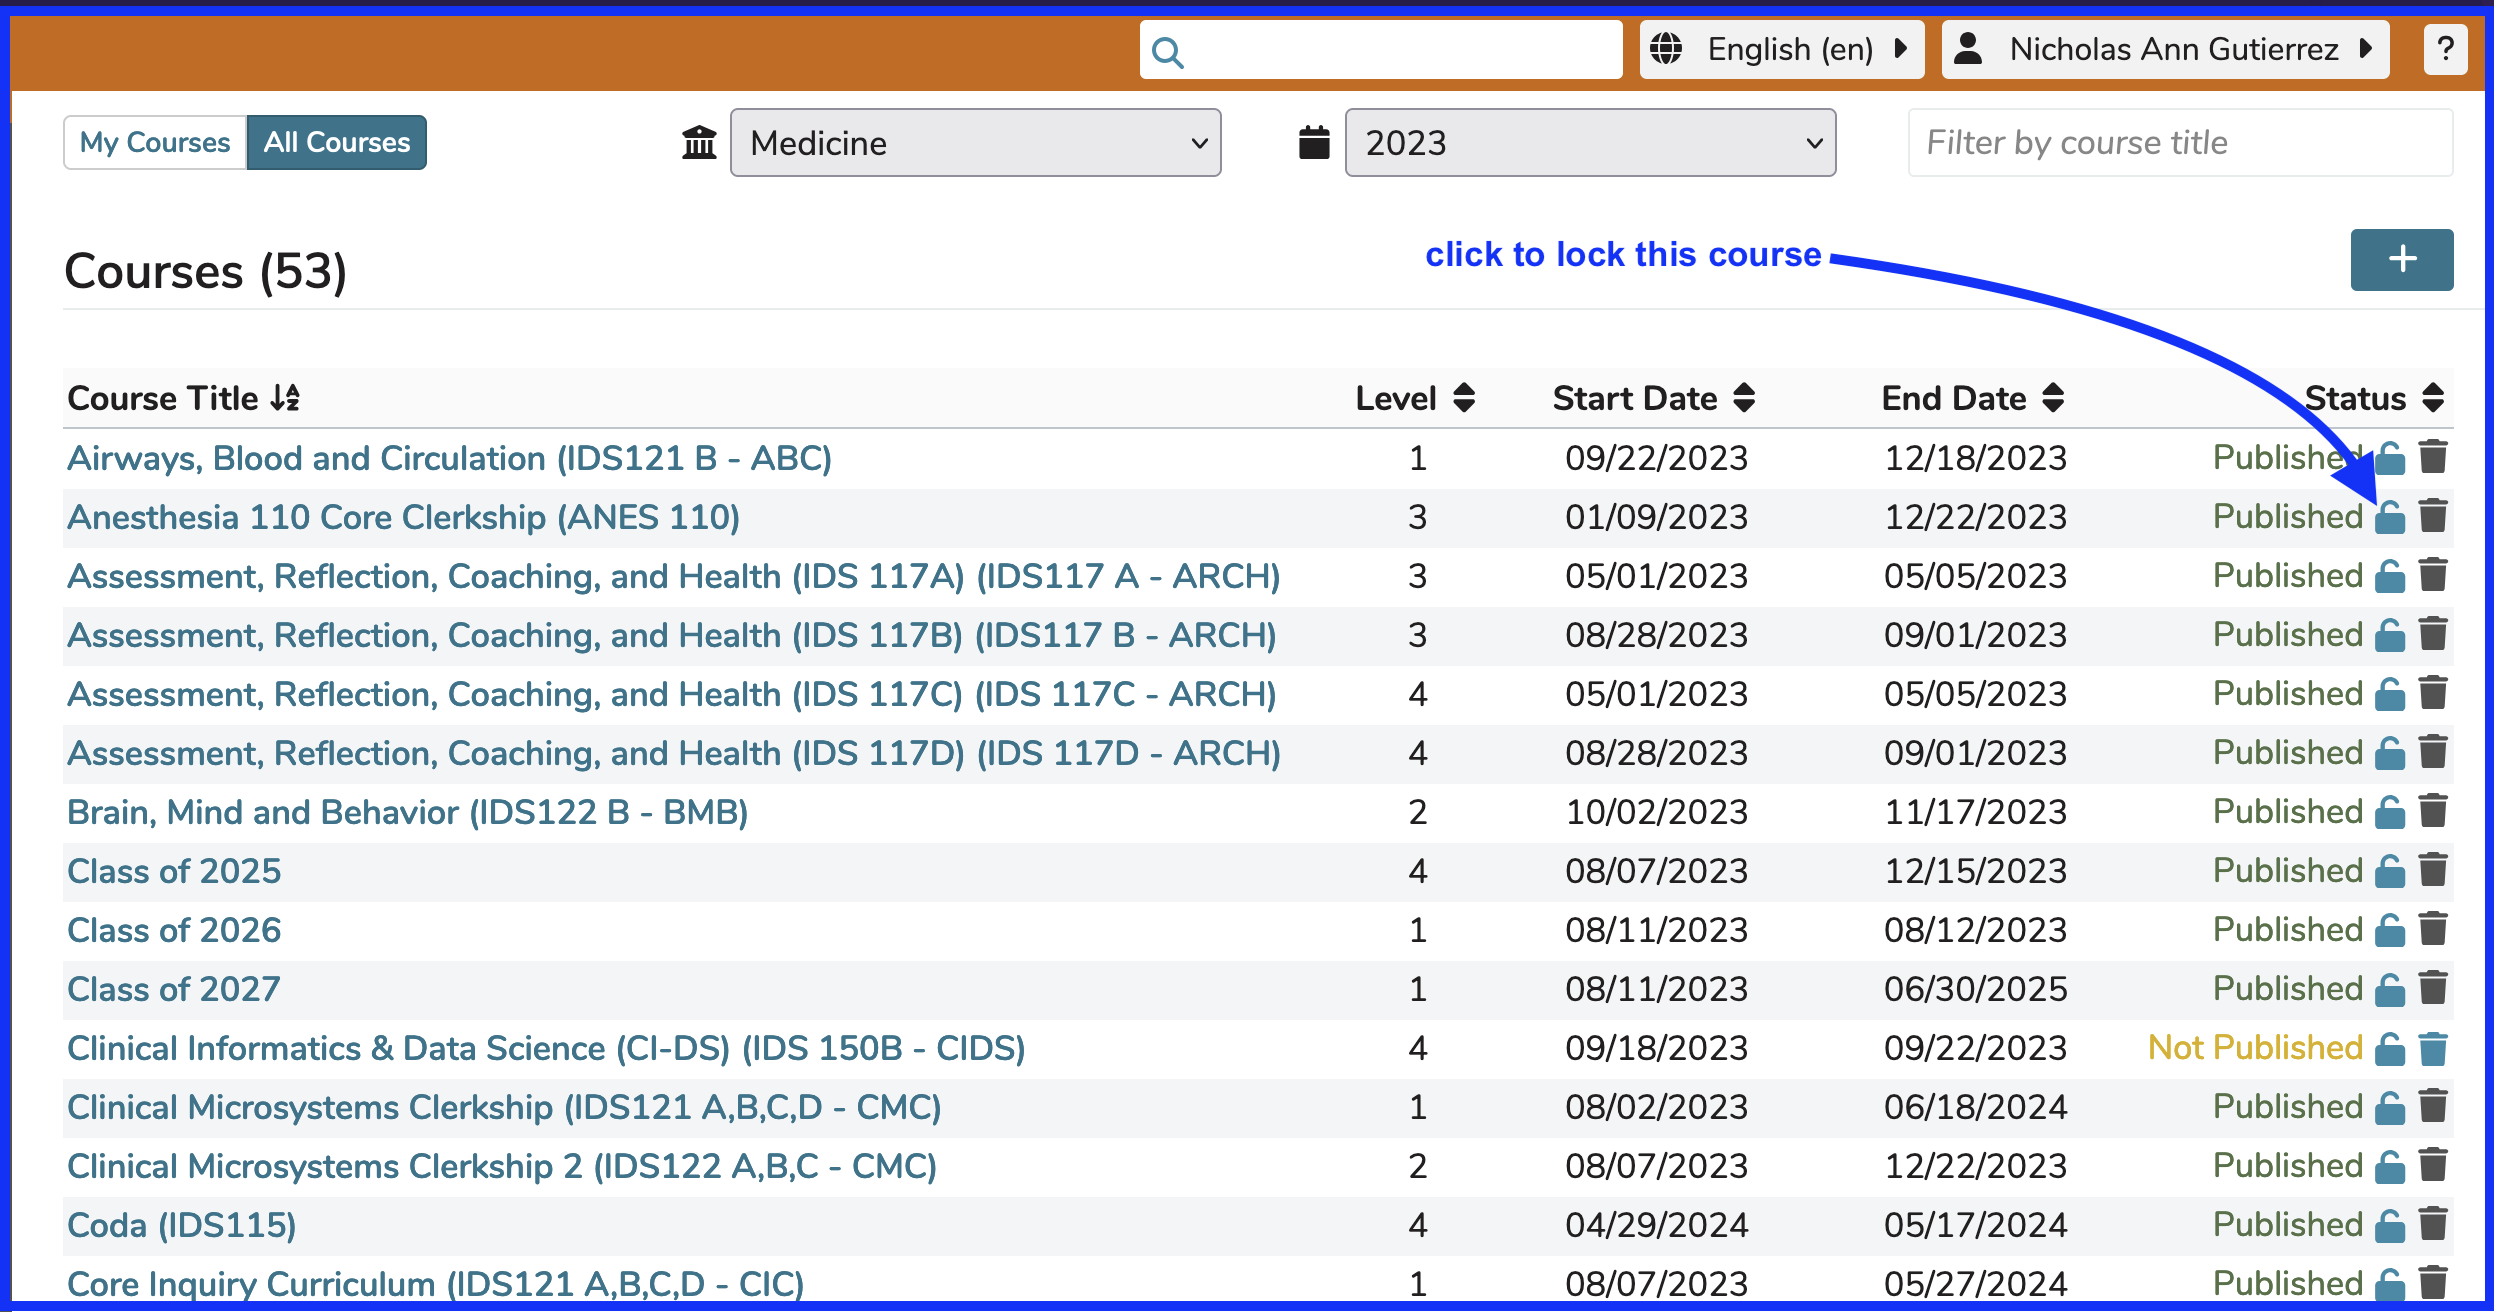 English (en)
Nicholas Ann Gutierrez
?
My Courses
All Courses
Medicine
2023
Filter by course title
Courses (53)
click to lock this course
+
Course Title Level Start Date End Date Status
Airways, Blood and Circulation (IDS121 B - ABC) 1 09/22/2023 12/18/2023 Published
Anesthesia 110 Core Clerkship (ANES 110) 3 01/09/2023 12/22/2023 Published
Assessment, Reflection, Coaching, and Health (IDS 117A) (IDS117 A - ARCH) 3 05/01/2023 05/05/2023 Published
Assessment, Reflection, Coaching, and Health (IDS 117B) (IDS117 B - ARCH) 3 08/28/2023 09/01/2023 Published
Assessment, Reflection, Coaching, and Health (IDS 117C) (IDS 117C - ARCH) 4 05/01/2023 05/05/2023 Published
Assessment, Reflection, Coaching, and Health (IDS 117D) (IDS 117D - ARCH) 4 08/28/2023 09/01/2023 Published
Brain, Mind and Behavior (IDS122 B - BMB) 2 10/02/2023 11/17/2023 Published
Class of 2025 4 08/07/2023 12/15/2023 Published
Class of 2026 1 08/11/2023 08/12/2023 Published
Class of 2027 1 08/11/2023 06/30/2025 Published
Clinical Informatics & Data Science (CI-DS) (IDS 150B - CIDS) 4 09/18/2023 09/22/2023 Not Published
Clinical Microsystems Clerkship (IDS121 A,B,C,D - CMC) 1 08/02/2023 06/18/2024 Published
Clinical Microsystems Clerkship 2 (IDS122 A,B,C - CMC) 2 08/07/2023 12/22/2023 Published
Coda (IDS115) 4 04/29/2024 05/17/2024 Published
Core Inquiry Curriculum (IDS121 A,B,C,D - CIC) 1 08/07/2023 05/27/2024 Published